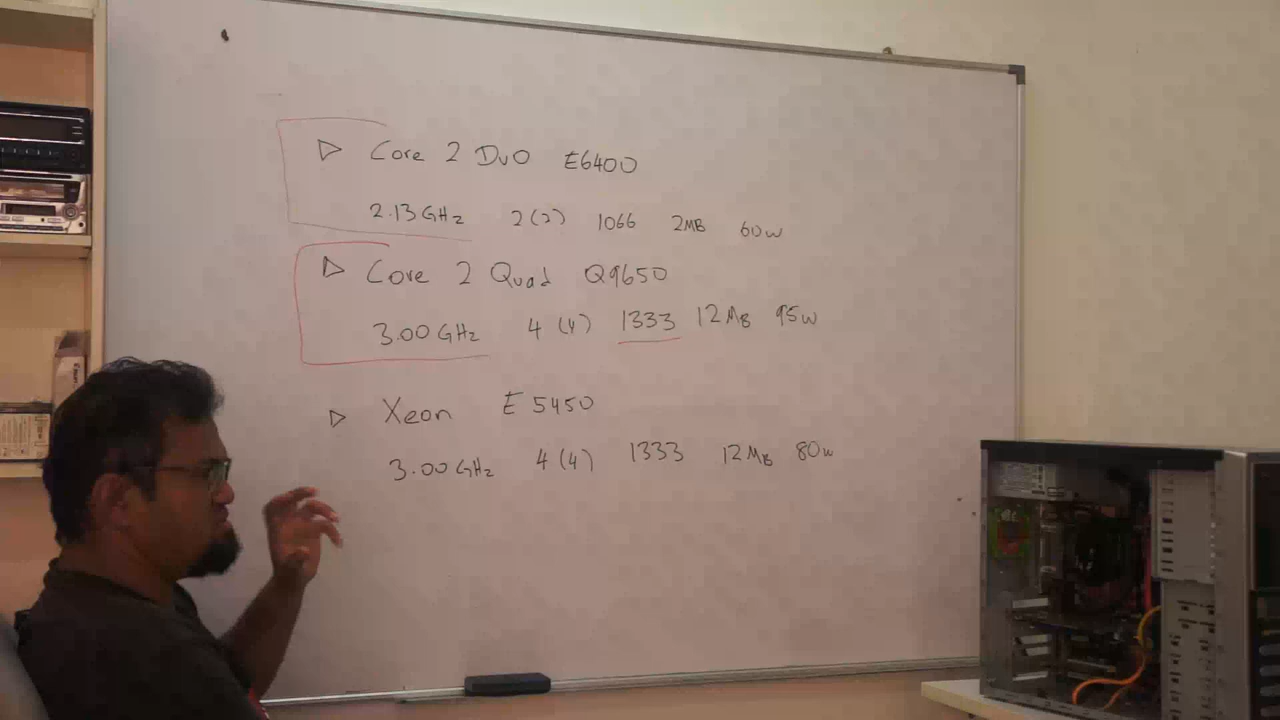 Core 2 Duo E6400
2.13 GHz 2(2) 1066 2MB 60W
Core 2 Quad Q9650
3.00 GHz 4 (4) 1333 12MB 95W
Xeon E5450
3.00 GHz 4(4) 1333 12MB 80W